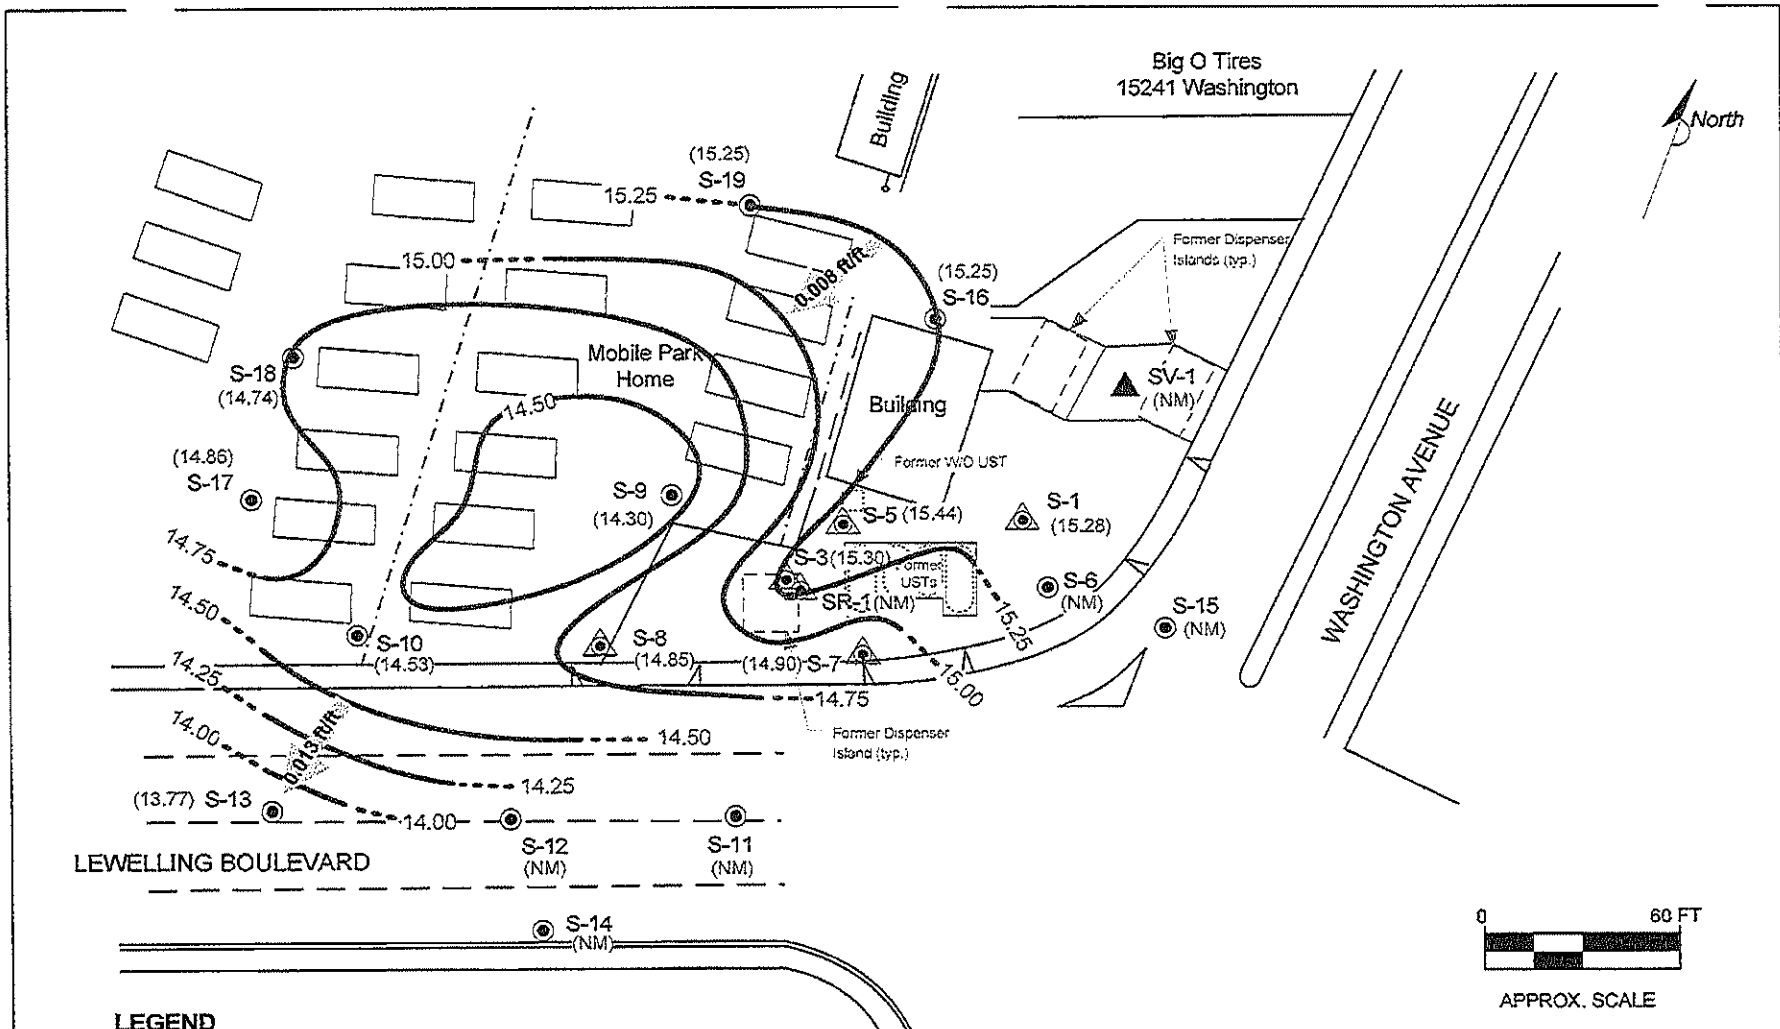 Big O Tires
15241 Washington
Building
North
(15.25)
S-19
15.25
Former Dispenser
Islands (typ.)
15.00
0.008 ft/ft
(15.25)
S-16
Mobile Park
Home
S-18
(14.74)
SV-1
(NM)
14.50
Building
WASHINGTON AVENUE
(14.86)
S-17
Former W/O UST
S-9
(14.30)
S-5 (15.44)
S-1
(15.28)
14.75
S-3 (15.30)
Former
USTs
S-6
(NM)
14.50
SR-1 (NM)
15.25
S-15
(NM)
S-10
(14.53)
S-8
(14.85)
(14.90) S-7
14.25
15.00
14.75
14.00
0.013 ft/ft
14.50
Former Dispenser
Island (typ.)
14.25
(13.77) S-13
14.00
S-12
(NM)
S-11
(NM)
LEWELLING BOULEVARD
S-14
(NM)
0 60 FT
APPROX. SCALE
LEGEND